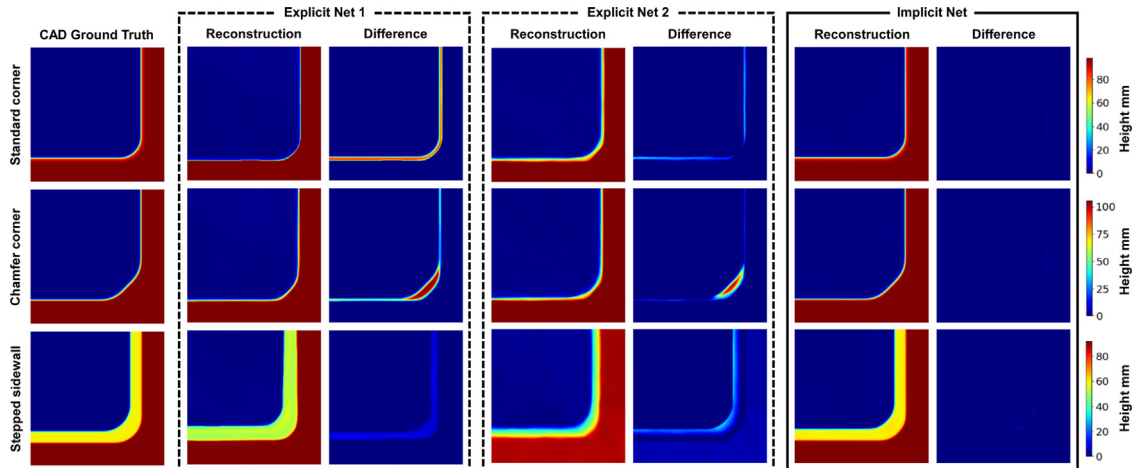 Explicit Net 1
Explicit Net 2
Implicit Net
CAD Ground Truth
Reconstruction
Difference
Reconstruction
Difference
Reconstruction
Difference
Standard corner
80
60
40
20
0
Height mm
Chamfer corner
100
75
50
25
0
Height mm
Stepped sidewall
80
60
40
20
0
Height mm